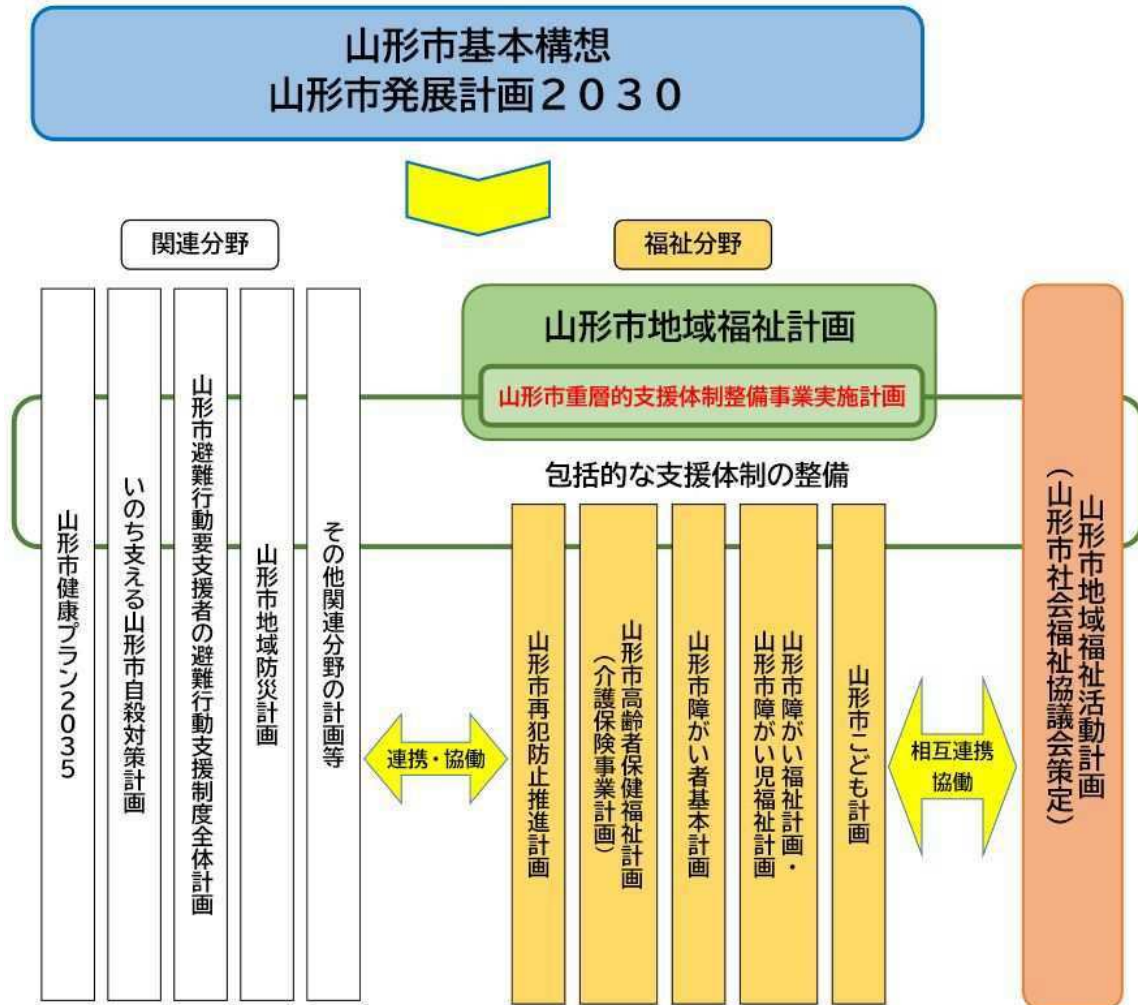 山形市基本構想
山形市発展計画２０３０
関連分野
福祉分野
山形市地域福祉計画
山形市重層的支援体制整備事業実施計画
包括的な支援体制の整備
山形市健康プラン２０３５
いのち支える山形市自殺対策計画
山形市避難行動要支援者の避難行動支援制度全体計画
山形市地域防災計画
その他関連分野の計画等
連携・協働
山形市再犯防止推進計画
山形市高齢者保健福祉計画
（介護保険事業計画）
山形市障がい者基本計画
山形市障がい福祉計画・
山形市障がい児福祉計画
山形市こども計画
相互連携
協働
山形市地域福祉活動計画
（山形市社会福祉協議会策定）